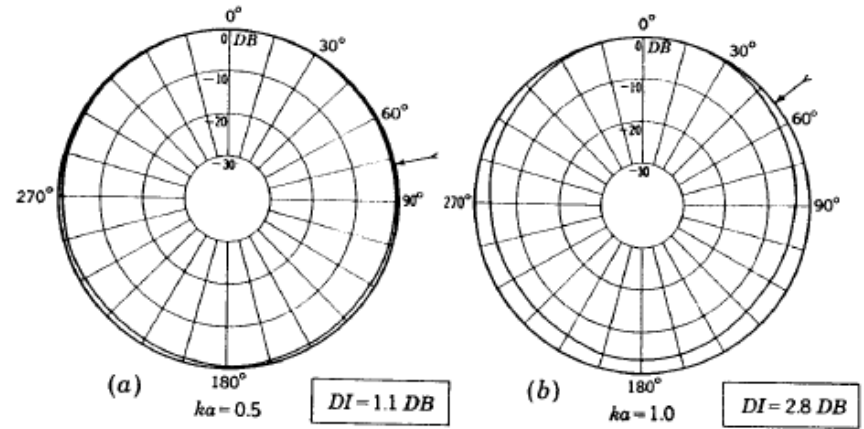 0°
0 DB
30°
-10
60°
-20
-30
270°
90°
180°
(a)
ka = 0.5
DI = 1.1 DB
0°
0 DB
30°
-10
60°
-20
-30
270°
90°
180°
(b)
ka = 1.0
DI = 2.8 DB